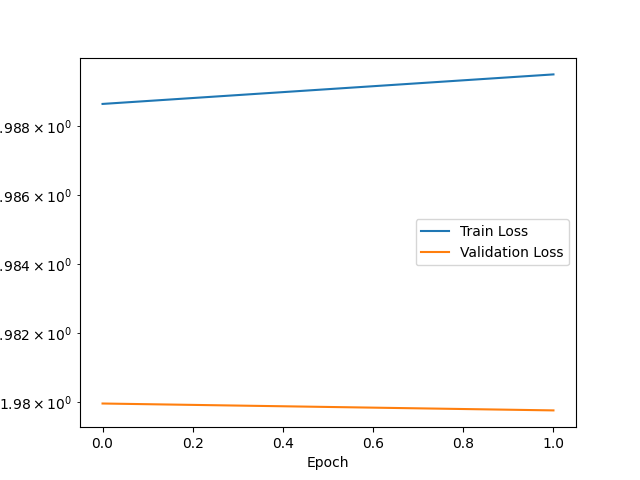 .988 × 10⁰
.986 × 10⁰
.984 × 10⁰
.982 × 10⁰
1.98 × 10⁰
Train Loss
Validation Loss
0.0 0.2 0.4 0.6 0.8 1.0
Epoch